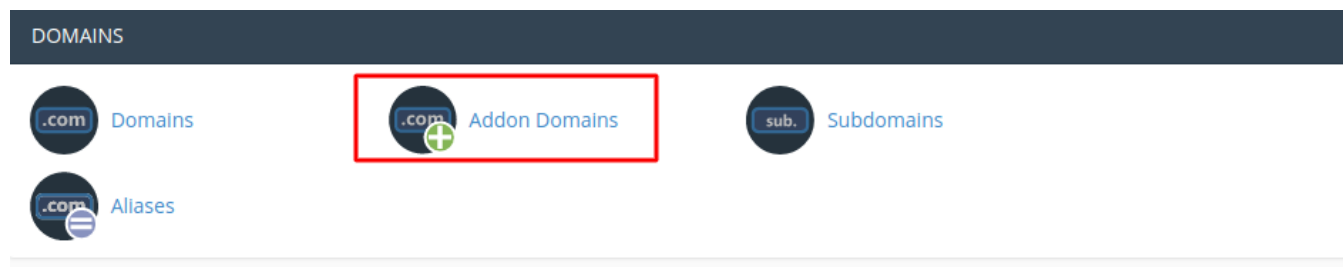 DOMAINS
.com Domains
.com Addon Domains
sub. Subdomains
.com Aliases